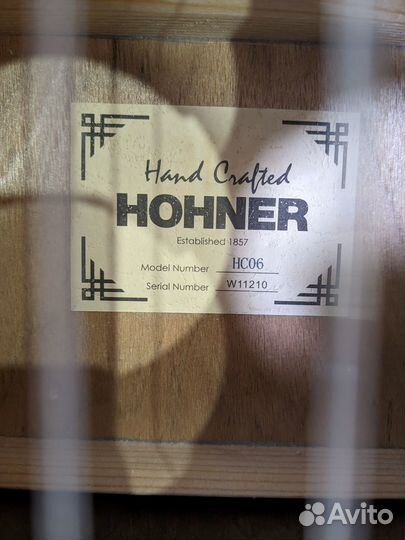 Hand Crafted
HOHNER
Established 1857
Model Number HC06
Serial Number W11210
Avito